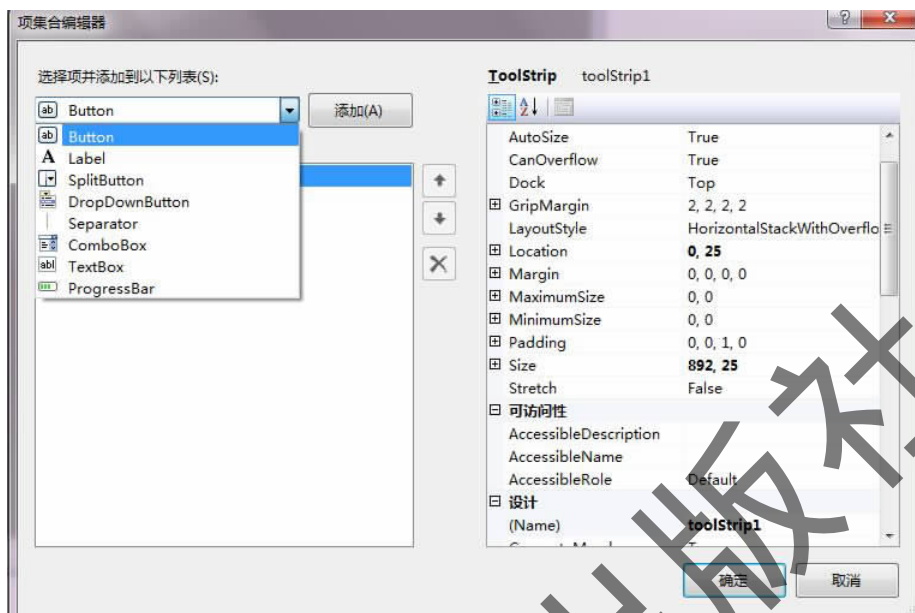 项集合编辑器
选择项并添加到以下列表(S):
Button
添加(A)
Button
Label
SplitButton
DropDownButton
Separator
ComboBox
TextBox
ProgressBar
ToolStrip toolStrip1
AutoSize True
CanOverflow True
Dock Top
GripMargin 2, 2, 2, 2
LayoutStyle HorizontalStackWithOverflo
Location 0, 25
Margin 0, 0, 0, 0
MaximumSize 0, 0
MinimumSize 0, 0
Padding 0, 0, 1, 0
Size 892, 25
Stretch False
可访问性
AccessibleDescription
AccessibleName
AccessibleRole Default
设计
(Name) toolStrip1
确定
取消
出版社